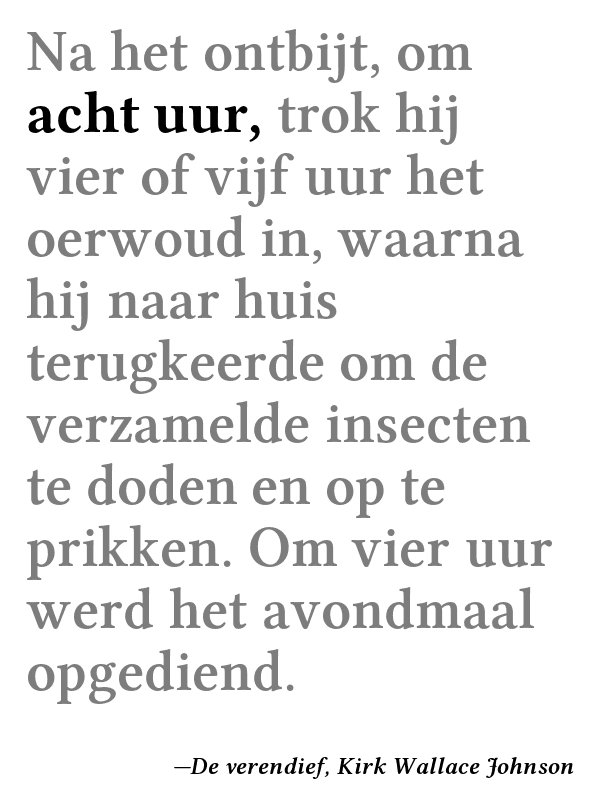 Na het ontbijt, om
acht uur, trok hij
vier of vijf uur het
oerwoud in, waarna
hij naar huis
terugkeerde om de
verzamelde insecten
te doden en op te
prikken. Om vier uur
werd het avondmaal
opgediend.
—De verendief, Kirk Wallace Johnson